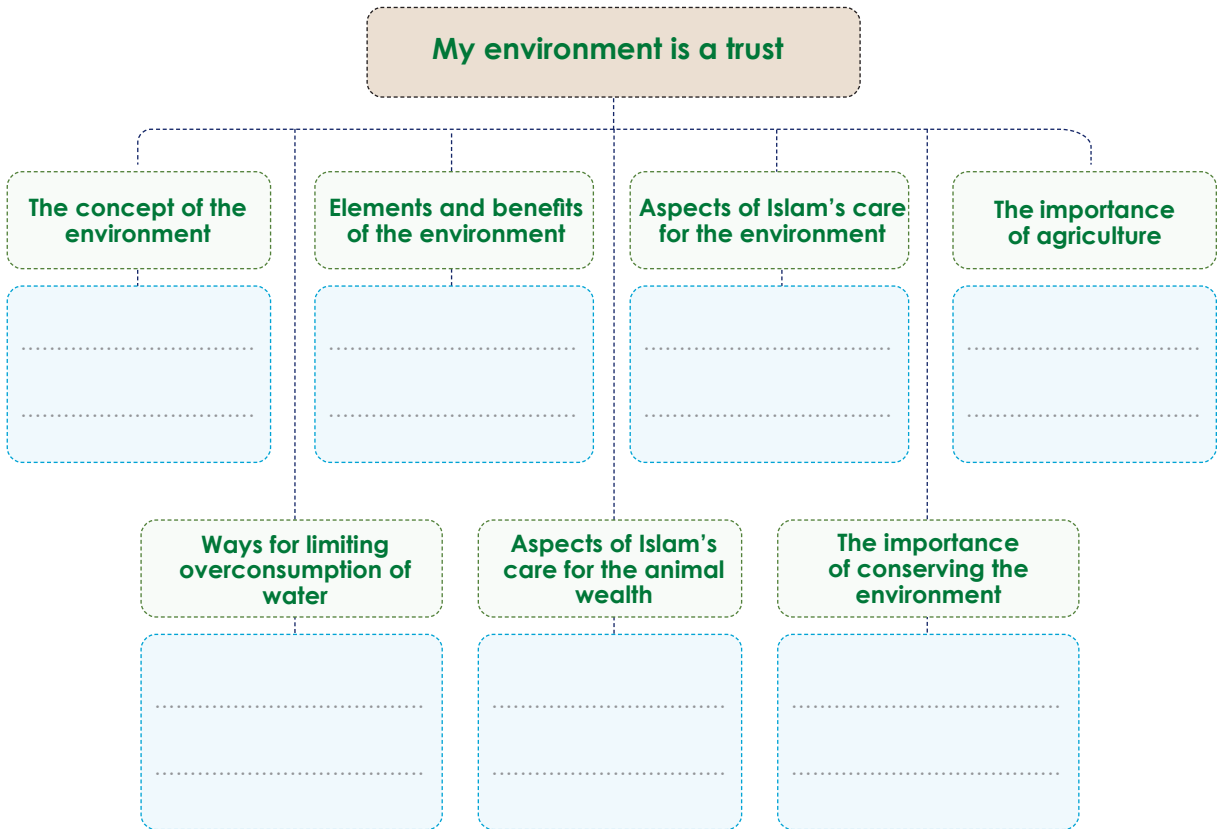 My environment is a trust
The concept of the
environment
Elements and benefits
of the environment
Aspects of Islam's care
for the environment
The importance
of agriculture
Ways for limiting
overconsumption of
water
Aspects of Islam's
care for the animal
wealth
The importance
of conserving the
environment